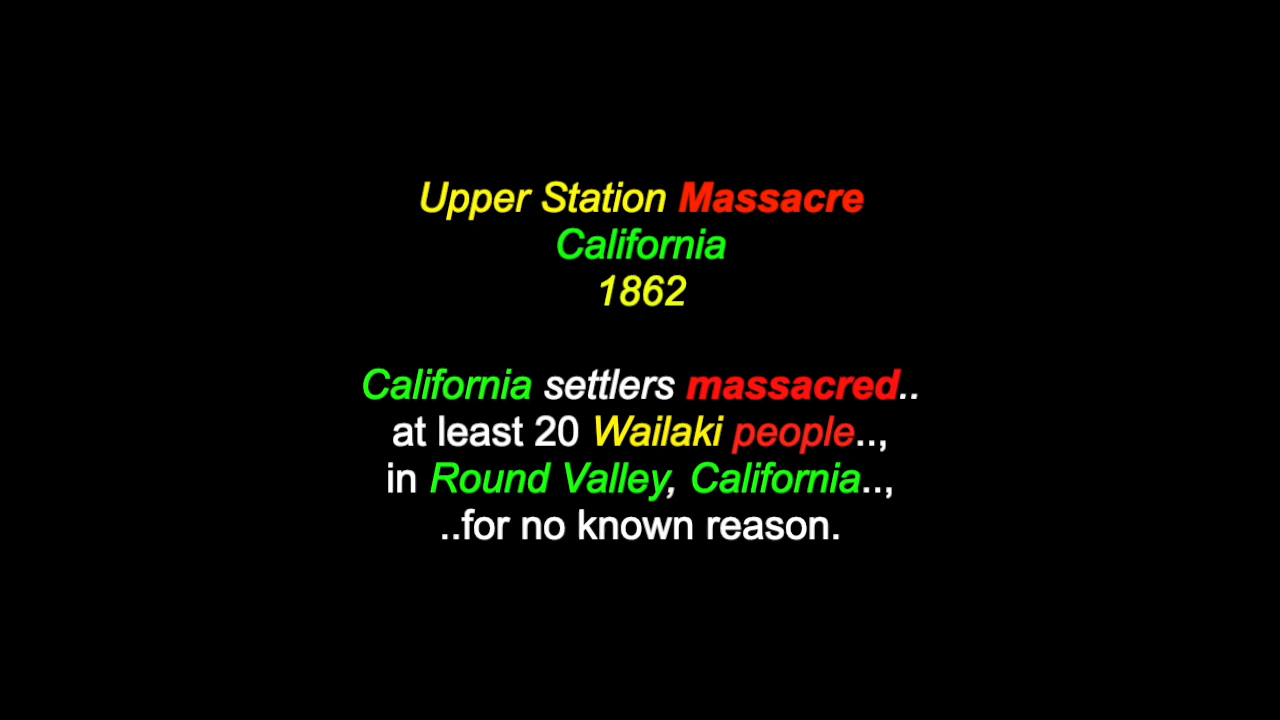 Upper Station Massacre
California
1862
California settlers massacred..
at least 20 Wailaki people..,
in Round Valley, California..,
..for no known reason.